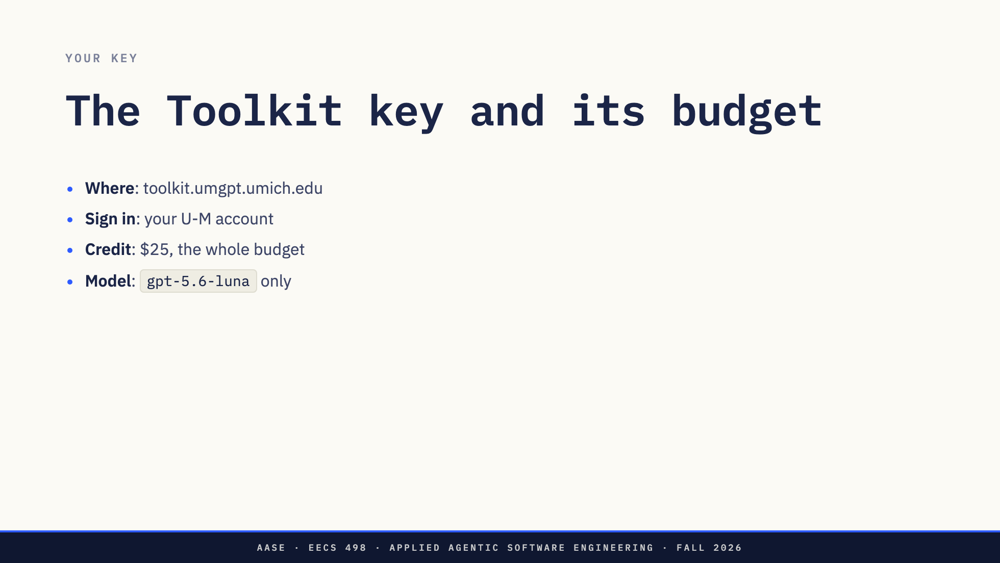 YOUR KEY
The Toolkit key and its budget
• Where: toolkit.umgpt.umich.edu
• Sign in: your U-M account
• Credit: $25, the whole budget
• Model: gpt-5.6-luna only
AASE · EECS 498 · APPLIED AGENTIC SOFTWARE ENGINEERING · FALL 2026